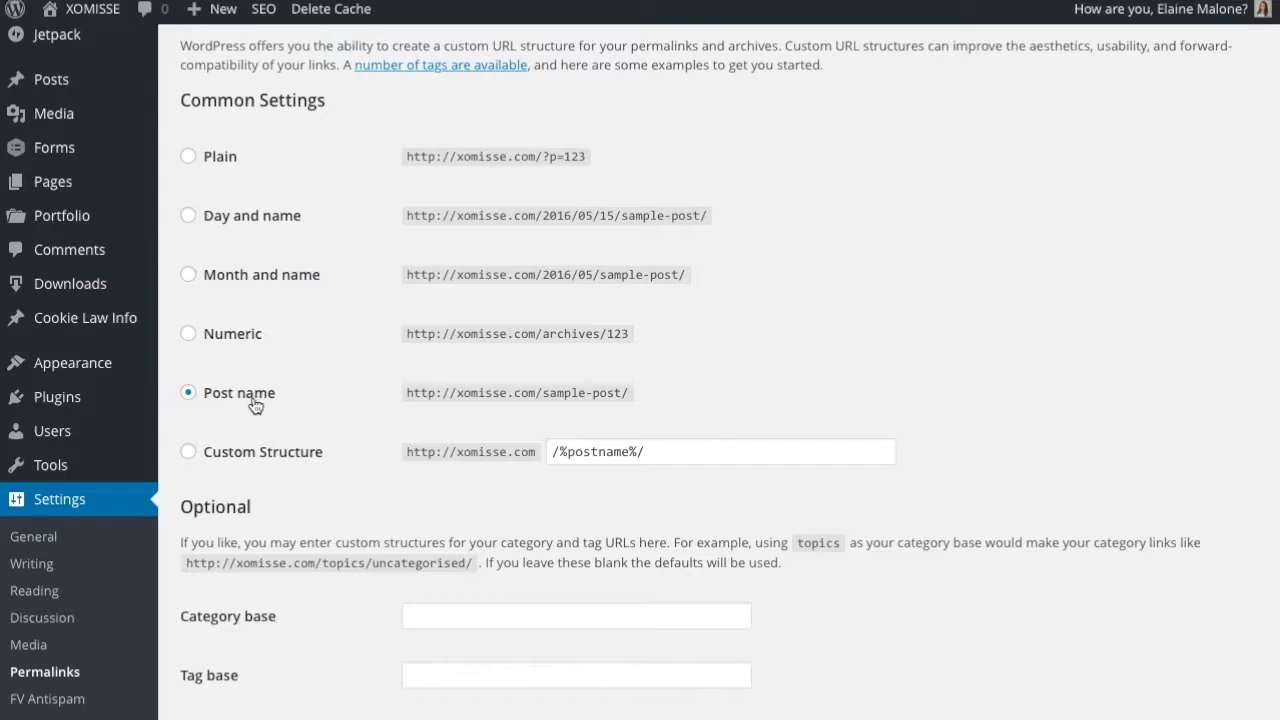 XOMISSE 0 New SEO Delete Cache How are you, Elaine Malone?
Jetpack
Posts
Media
Forms
Pages
Portfolio
Comments
Downloads
Cookie Law Info
Appearance
Plugins
Users
Tools
Settings
General
Writing
Reading
Discussion
Media
Permalinks
FV Antispam
WordPress offers you the ability to create a custom URL structure for your permalinks and archives. Custom URL structures can improve the aesthetics, usability, and forward-
compatibility of your links. A number of tags are available, and here are some examples to get you started.
Common Settings
Plain http://xomisse.com/?p=123
Day and name http://xomisse.com/2016/05/15/sample-post/
Month and name http://xomisse.com/2016/05/sample-post/
Numeric http://xomisse.com/archives/123
Post name http://xomisse.com/sample-post/
Custom Structure http://xomisse.com /%postname%/
Optional
If you like, you may enter custom structures for your category and tag URLs here. For example, using topics as your category base would make your category links like
http://xomisse.com/topics/uncategorised/ . If you leave these blank the defaults will be used.
Category base
Tag base